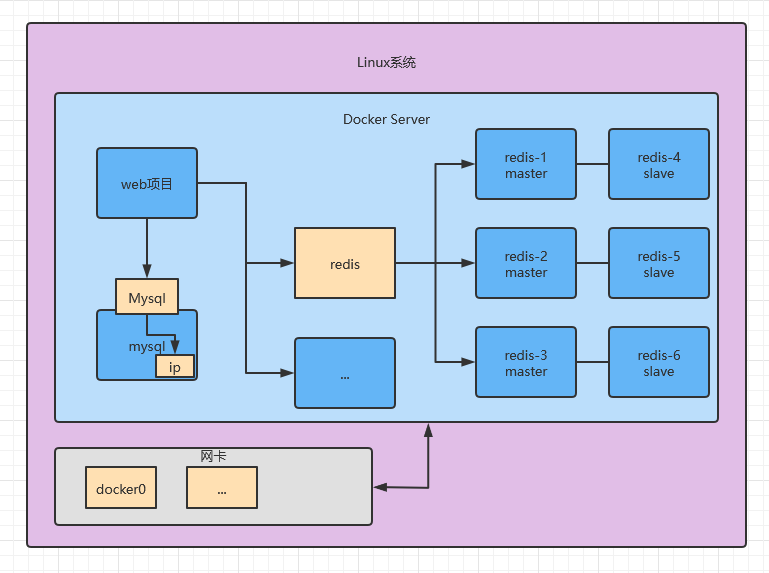 Linux系统
Docker Server
web项目
Mysql
mysql
ip
redis
...
redis-1
master
redis-4
slave
redis-2
master
redis-5
slave
redis-3
master
redis-6
slave
网卡
docker0
...